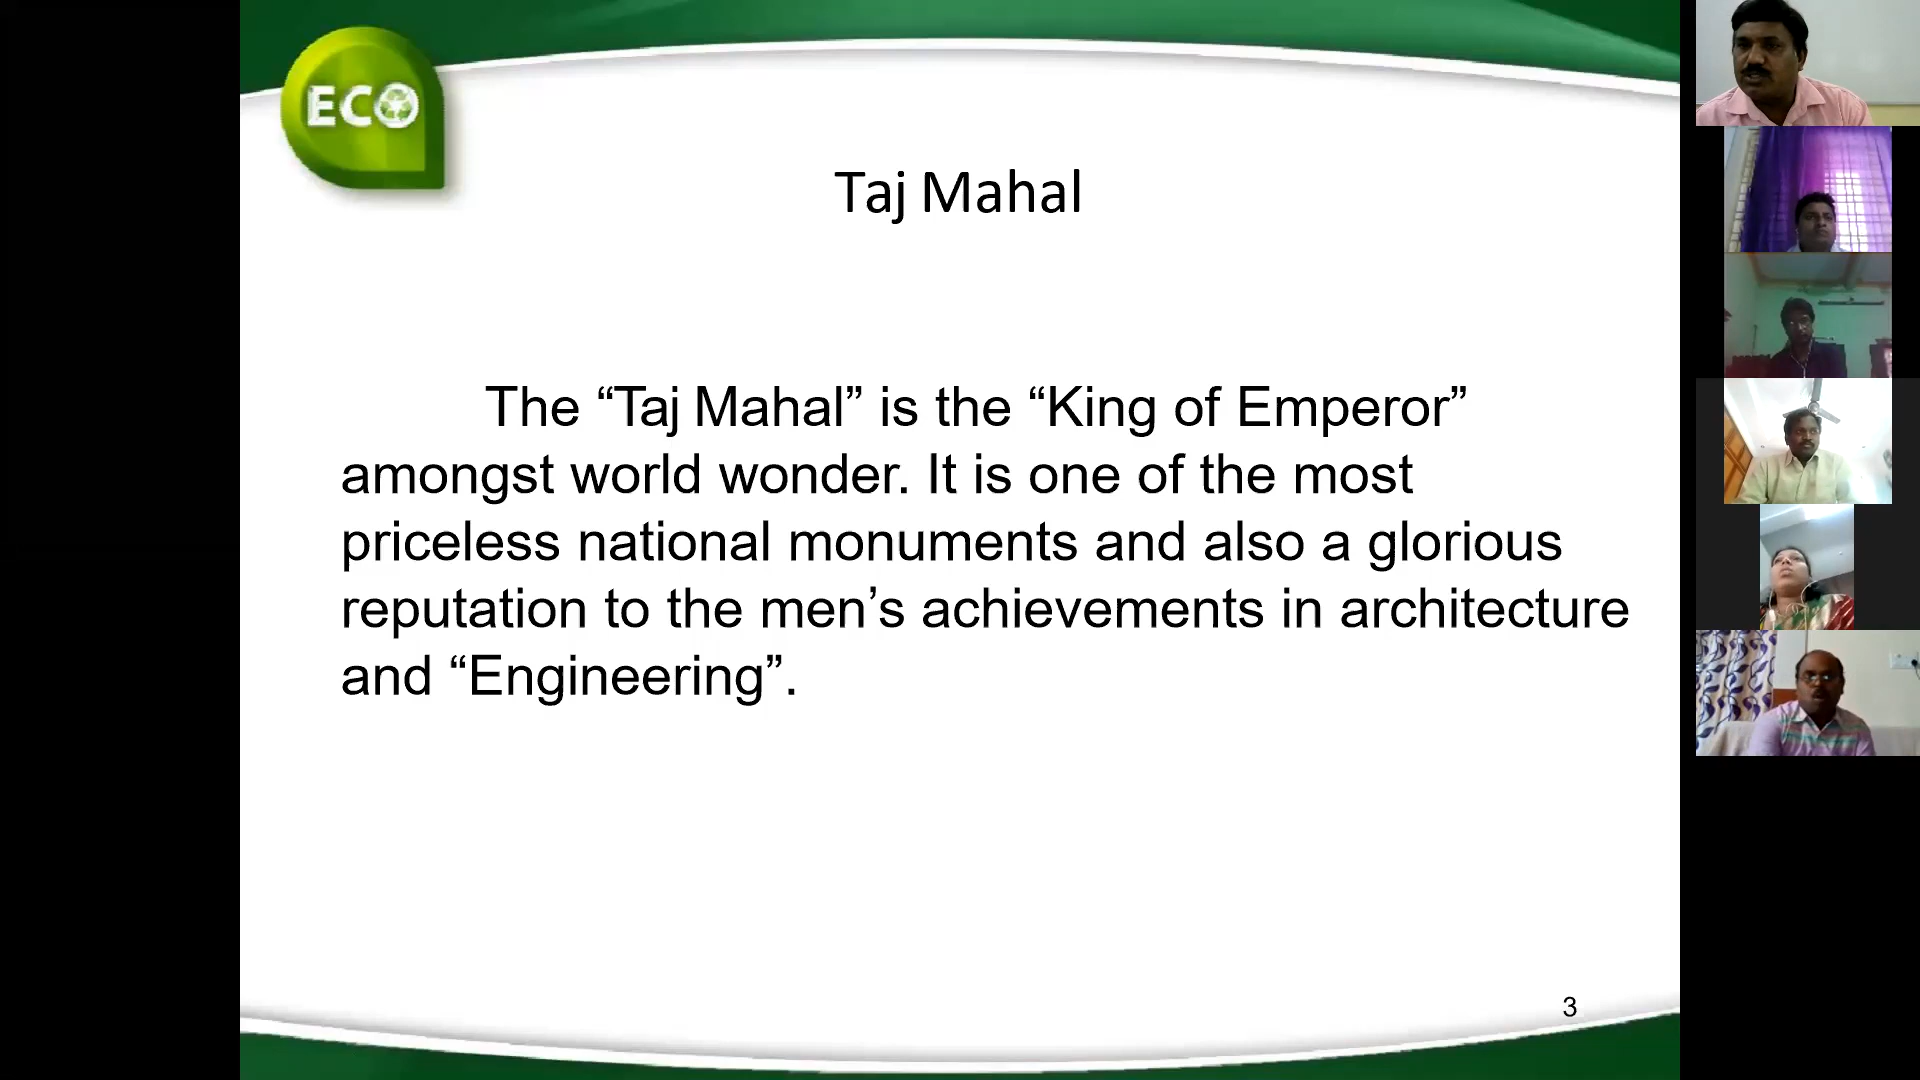 ECO
Taj Mahal
The “Taj Mahal” is the “King of Emperor”
amongst world wonder. It is one of the most
priceless national monuments and also a glorious
reputation to the men’s achievements in architecture
and “Engineering”.
3